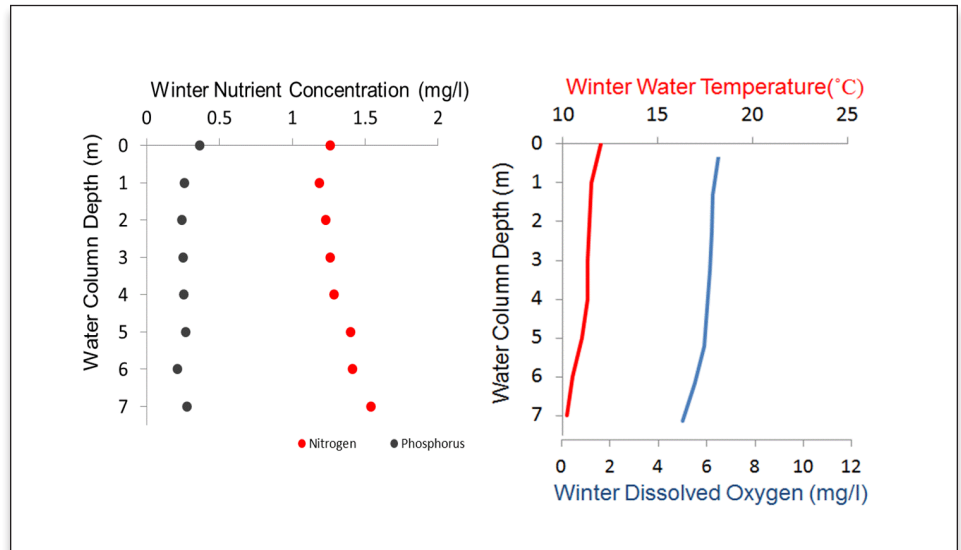 Winter Nutrient Concentration (mg/l)
0 0.5 1 1.5 2
Water Column Depth (m)
0
1
2
3
4
5
6
7
Nitrogen Phosphorus
Winter Water Temperature(˚C)
10 15 20 25
Water Column Depth (m)
0
1
2
3
4
5
6
7
0 2 4 6 8 10 12
Winter Dissolved Oxygen (mg/l)